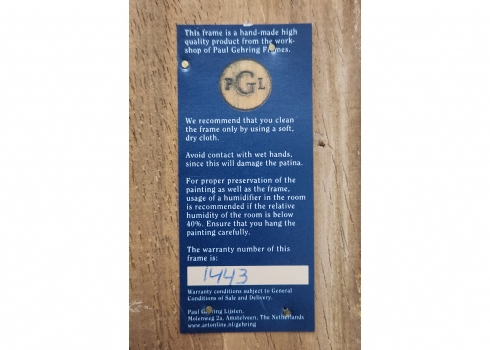 This frame is a hand-made high
quality product from the work-
shop of Paul Gehring Frames.
PGL
We recommend that you clean
the frame only by using a soft,
dry cloth.
Avoid contact with wet hands,
since this will damage the patina.
For proper preservation of the
painting as well as the frame,
usage of a humidifier in the room
is recommended if the relative
humidity of the room is below
40%. Ensure that you hang the
painting carefully.
The warranty number of this
frame is:
1443
Warranty conditions subject to General
Conditions of Sale and Delivery.
Paul Gehring Lijsten,
Molenweg 2a, Amstelveen, The Netherlands
www.artonline.nl/gehring